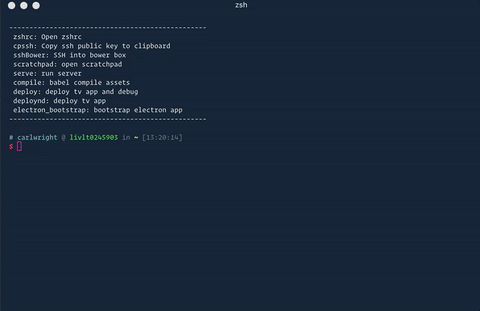 zsh
------------------------------------------------
zshrc: Open zshrc
cpssh: Copy ssh public key to clipboard
sshBower: SSH into bower box
scratchpad: open scratchpad
serve: run server
compile: babel compile assets
deploy: deploy tv app and debug
deploynd: deploy tv app
electron_bootstrap: bootstrap electron app
------------------------------------------------
# carlwright @ livlt0245903 in ~ [13:20:14]
$